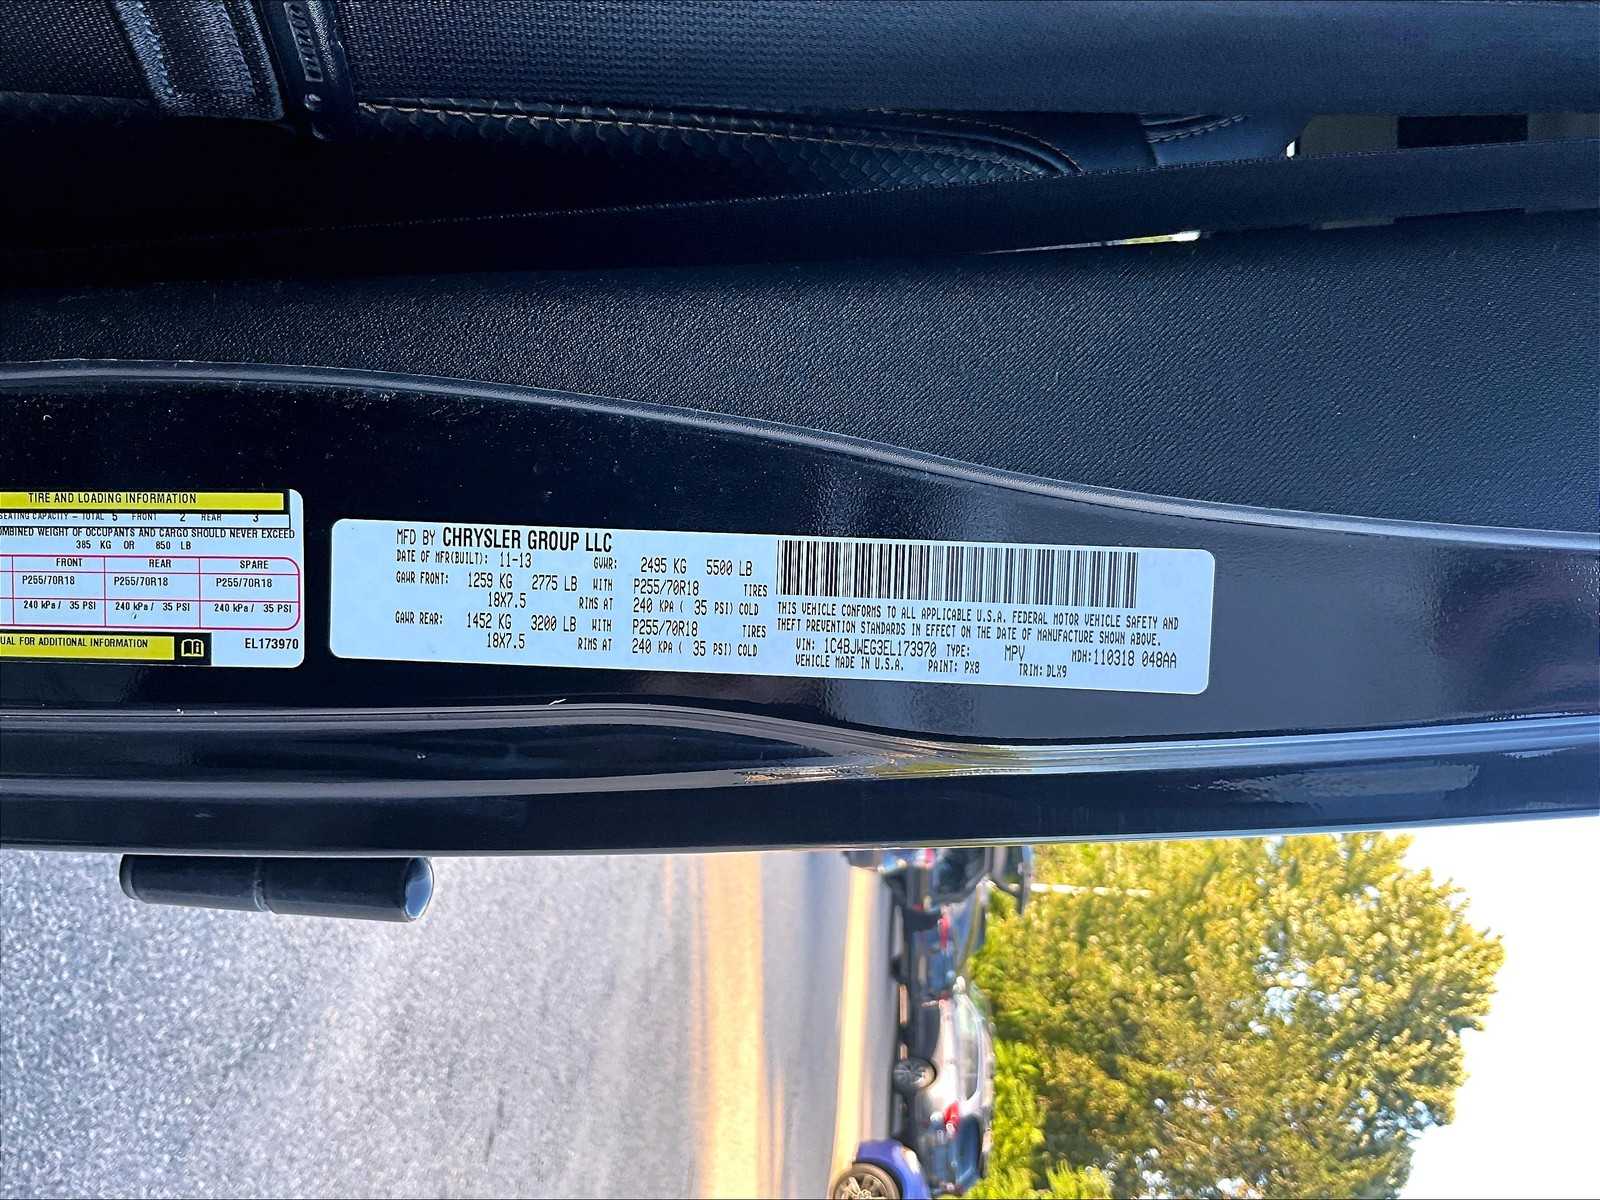 TIRE AND LOADING INFORMATION
SEATING CAPACITY - TOTAL 5 FRONT 2 REAR 3
OMBINED WEIGHT OF OCCUPANTS AND CARGO SHOULD NEVER EXCEED
385 KG OR 850 LB
FRONT REAR SPARE
P255/70R18 P255/70R18 P255/70R18
240 kPa / 35 PSI 240 kPa / 35 PSI 240 kPa / 35 PSI
UAL FOR ADDITIONAL INFORMATION
EL173970
MFD BY CHRYSLER GROUP LLC
DATE OF MFR(BUILT): 11-13 GVWR: 2495 KG 5500 LB
GAWR FRONT: 1259 KG 2775 LB WITH P255/70R18 TIRES
18X7.5 RIMS AT 240 KPA ( 35 PSI) COLD
GAWR REAR: 1452 KG 3200 LB WITH P255/70R18 TIRES
18X7.5 RIMS AT 240 KPA ( 35 PSI) COLD
THIS VEHICLE CONFORMS TO ALL APPLICABLE U.S.A. FEDERAL MOTOR VEHICLE SAFETY AND
THEFT PREVENTION STANDARDS IN EFFECT ON THE DATE OF MANUFACTURE SHOWN ABOVE.
VIN: 1C4BJWEG3EL173970 TYPE: MPV MDH:110318 048AA
VEHICLE MADE IN U.S.A. PAINT: PX8 TRIM: DLX9